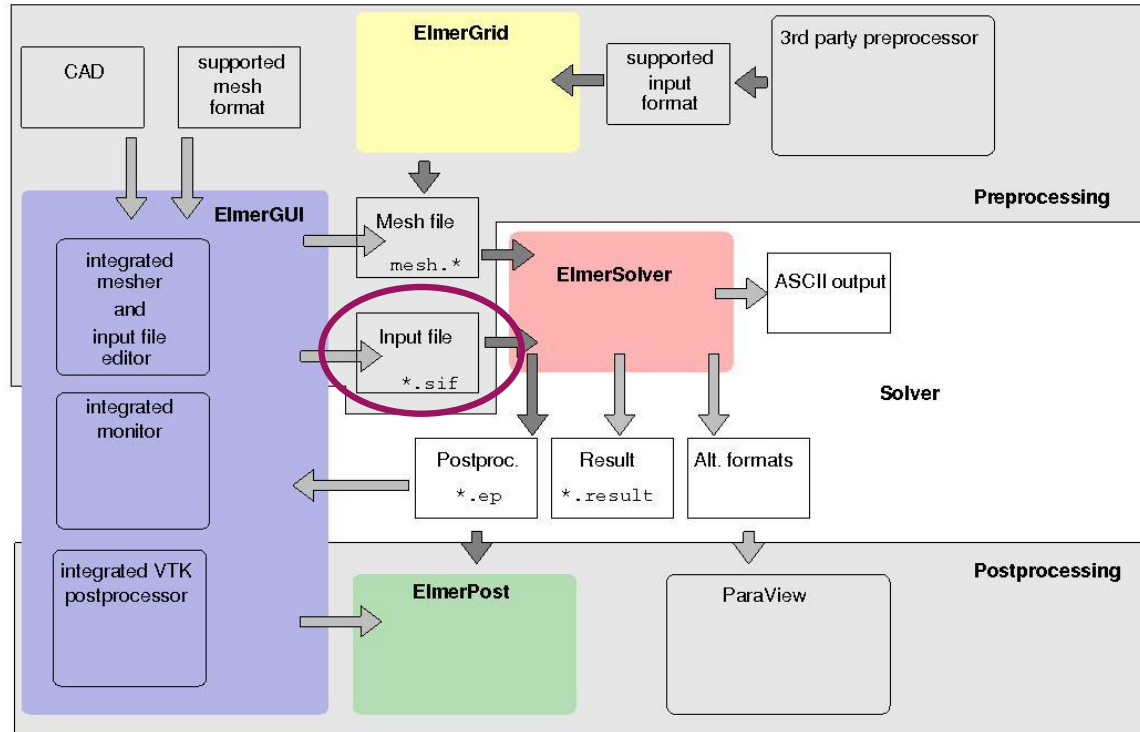 CAD
supported
mesh
format
ElmerGrid
supported
input
format
3rd party preprocessor
Preprocessing
ElmerGUI
integrated
mesher
and
input file
editor
Mesh file
mesh.*
Input file
*.sif
ElmerSolver
ASCII output
Solver
integrated
monitor
Postproc.
*.ep
Result
*.result
Alt. formats
integrated VTK
postprocessor
ElmerPost
ParaView
Postprocessing